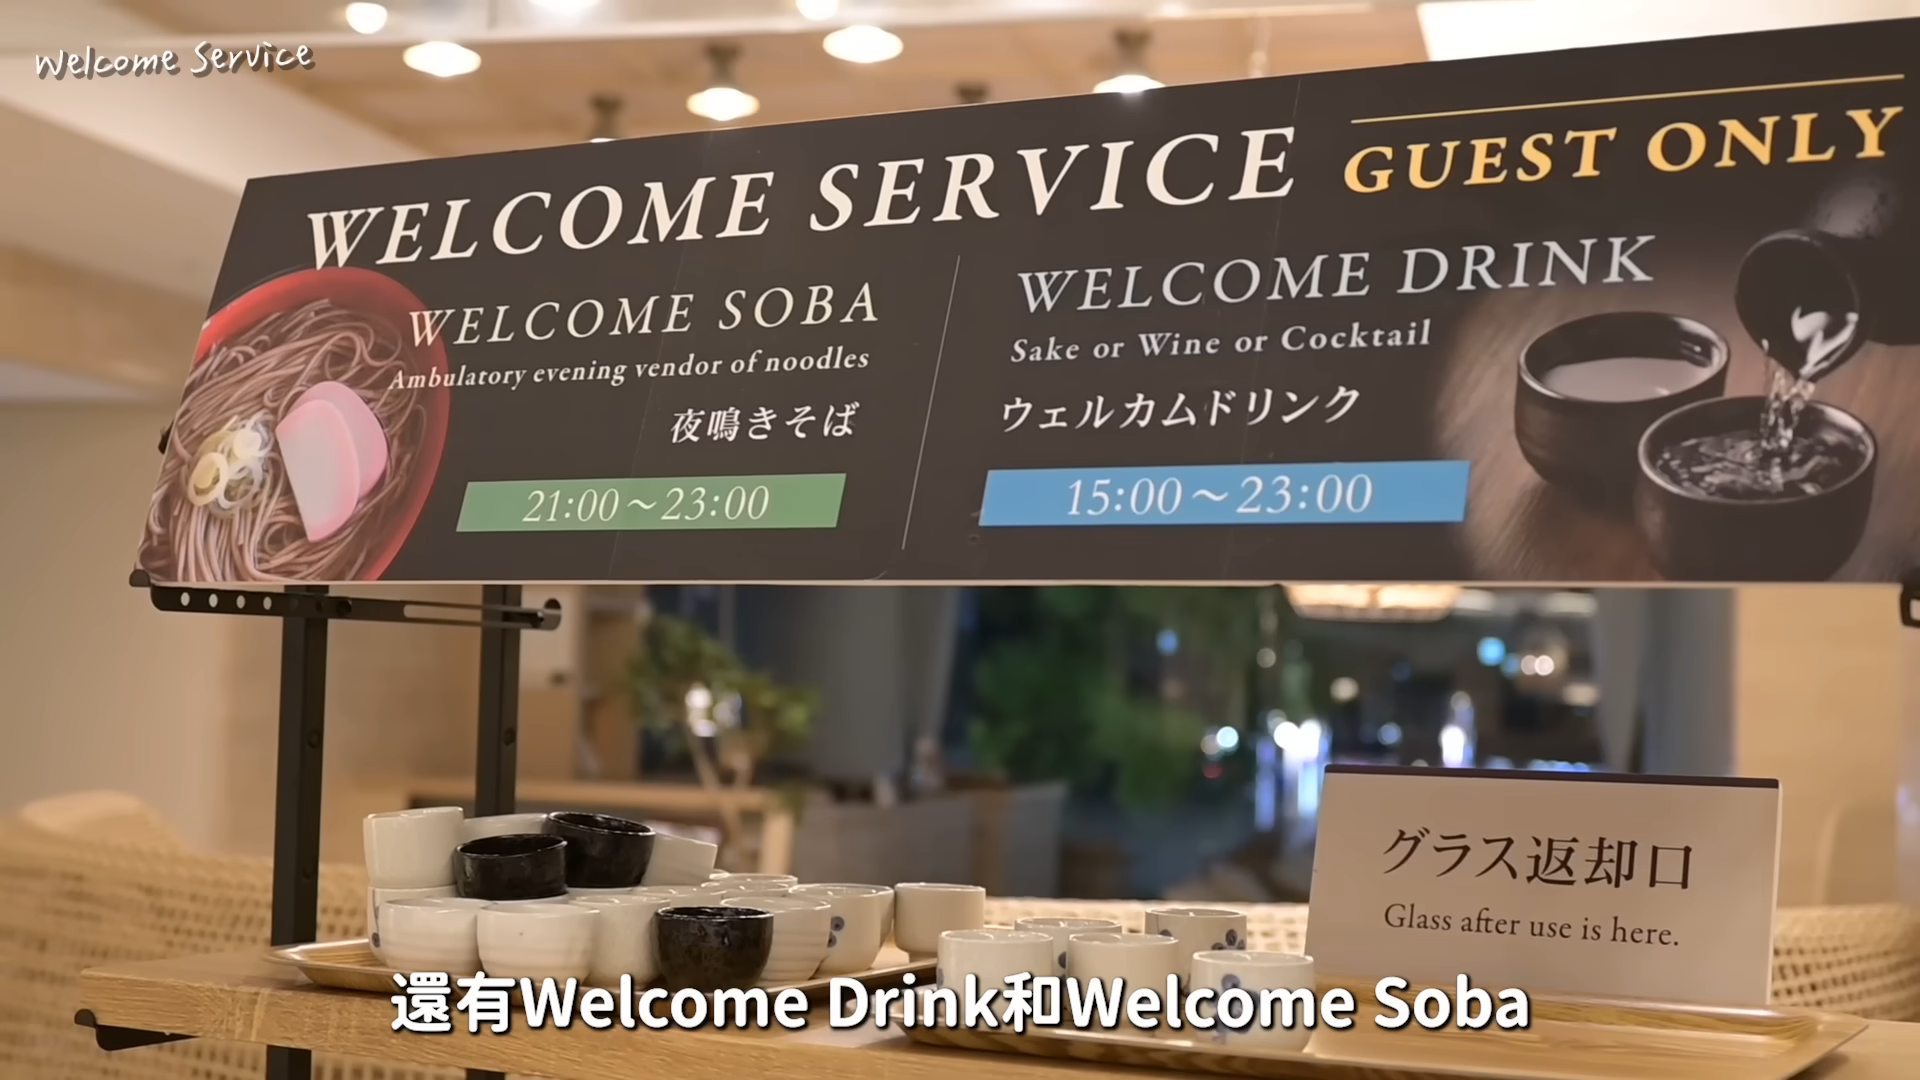 Welcome Service
WELCOME SERVICE GUEST ONLY
WELCOME SOBA
Ambulatory evening vendor of noodles
夜鳴きそば
21:00～23:00
WELCOME DRINK
Sake or Wine or Cocktail
ウェルカムドリンク
15:00～23:00
グラス返却口
Glass after use is here.
還有Welcome Drink和Welcome Soba